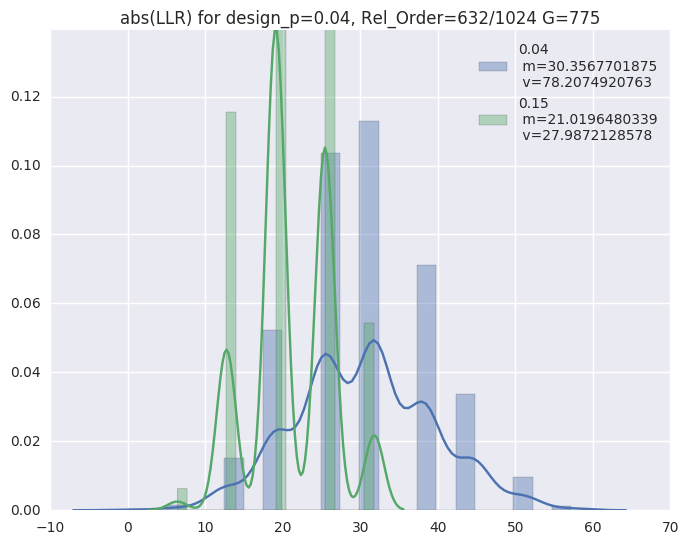 abs(LLR) for design_p=0.04, Rel_Order=632/1024 G=775
0.04
m=30.3567701875
v=78.2074920763
0.15
m=21.0196480339
v=27.9872128578
0.12
0.10
0.08
0.06
0.04
0.02
0.00
-10 0 10 20 30 40 50 60 70